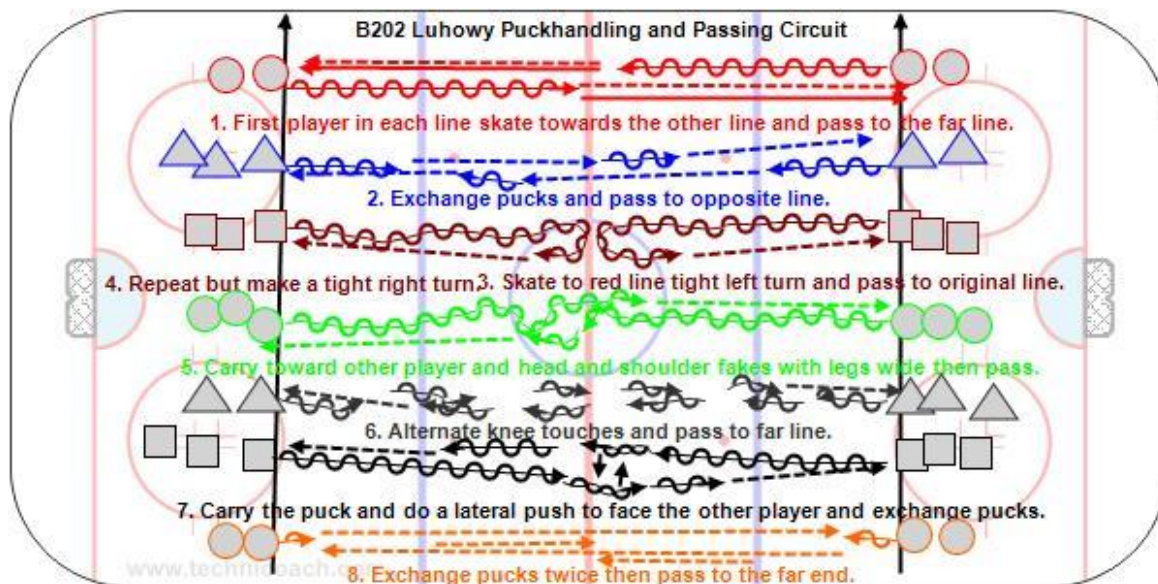 B202 Luhowy Puckhandling and Passing Circuit
1. First player in each line skate towards the other line and pass to the far line.
2. Exchange pucks and pass to opposite line.
4. Repeat but make a tight right turn.
3. Skate to red line tight left turn and pass to original line.
5. Carry toward other player and head and shoulder fakes with legs wide then pass.
6. Alternate knee touches and pass to far line.
7. Carry the puck and do a lateral push to face the other player and exchange pucks.
8. Exchange pucks twice then pass to the far end.